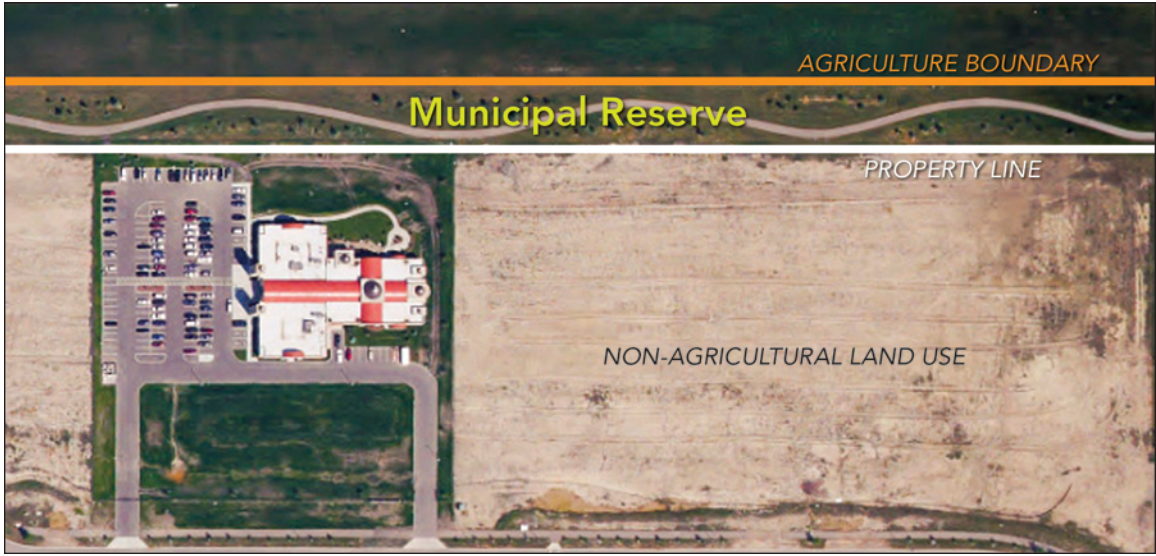 AGRICULTURE BOUNDARY
Municipal Reserve
PROPERTY LINE
NON-AGRICULTURAL LAND USE